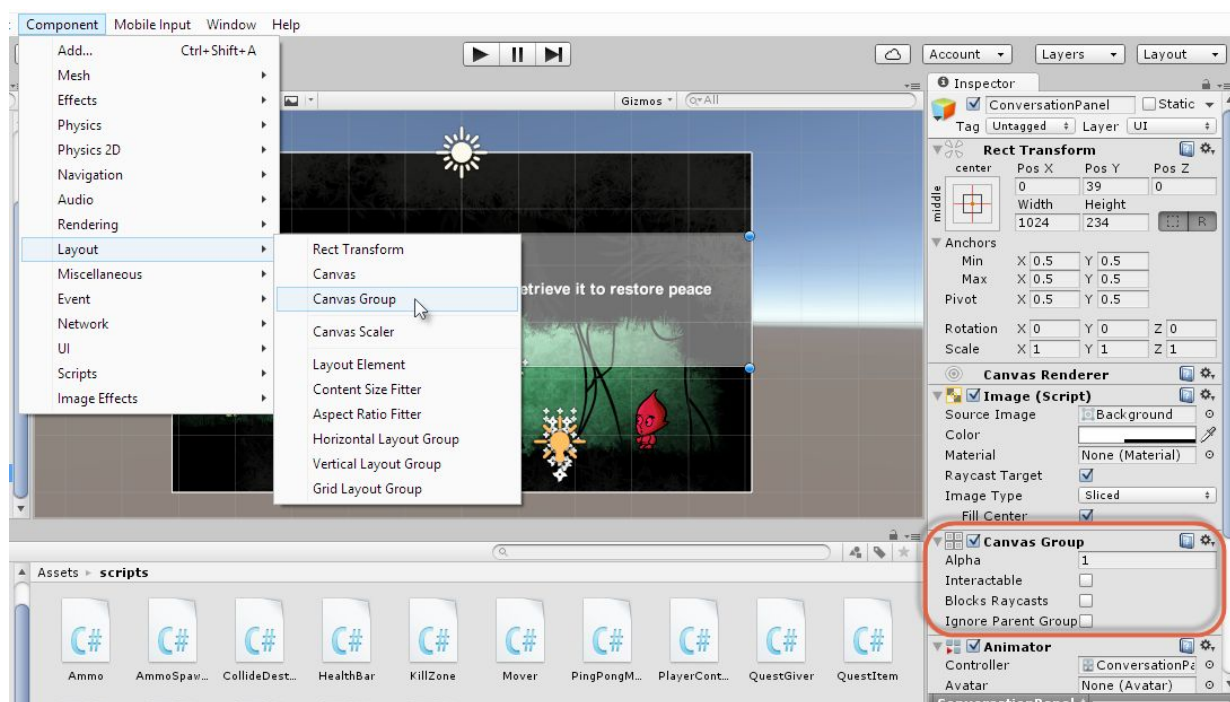 Component Mobile Input Window Help
Add... Ctrl+Shift+A
Mesh
Effects
Physics
Physics 2D
Navigation
Audio
Rendering
Layout
Miscellaneous
Event
Network
UI
Scripts
Image Effects
Rect Transform
Canvas
Canvas Group
Canvas Scaler
Layout Element
Content Size Fitter
Aspect Ratio Fitter
Horizontal Layout Group
Vertical Layout Group
Grid Layout Group
Gizmos All
etrieve it to restore peace
Account Layers Layout
Inspector
ConversationPanel Static
Tag Untagged Layer UI
Rect Transform
center Pos X Pos Y Pos Z
middle 0 39 0
Width Height
1024 234 R
Anchors
Min X 0.5 Y 0.5
Max X 0.5 Y 0.5
Pivot X 0.5 Y 0.5
Rotation X 0 Y 0 Z 0
Scale X 1 Y 1 Z 1
Canvas Renderer
Image (Script)
Source Image Background
Color
Material None (Material)
Raycast Target
Image Type Sliced
Fill Center
Canvas Group
Alpha 1
Interactable
Blocks Raycasts
Ignore Parent Group
Animator
Controller ConversationPa
Avatar None (Avatar)
Assets scripts
C# C# C# C# C# C# C# C# C#
Ammo AmmoSpaw... CollideDest... HealthBar KillZone Mover PingPongM... PlayerCont... QuestGiver QuestItem